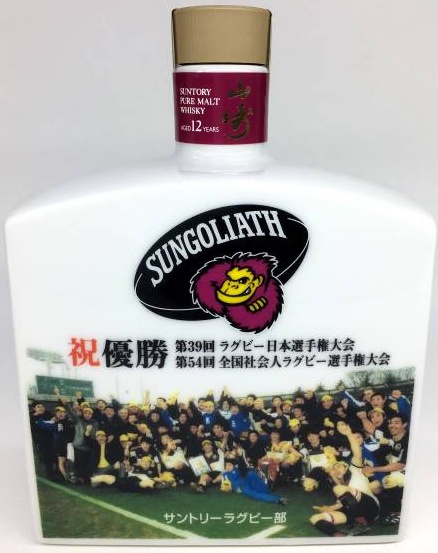 SUNTORY
PURE MALT
WHISKY
AGED 12 YEARS
山崎
SUNGOLIATH
祝優勝
第39回 ラグビー日本選手権大会
第54回 全国社会人ラグビー選手権大会
サントリーラグビー部